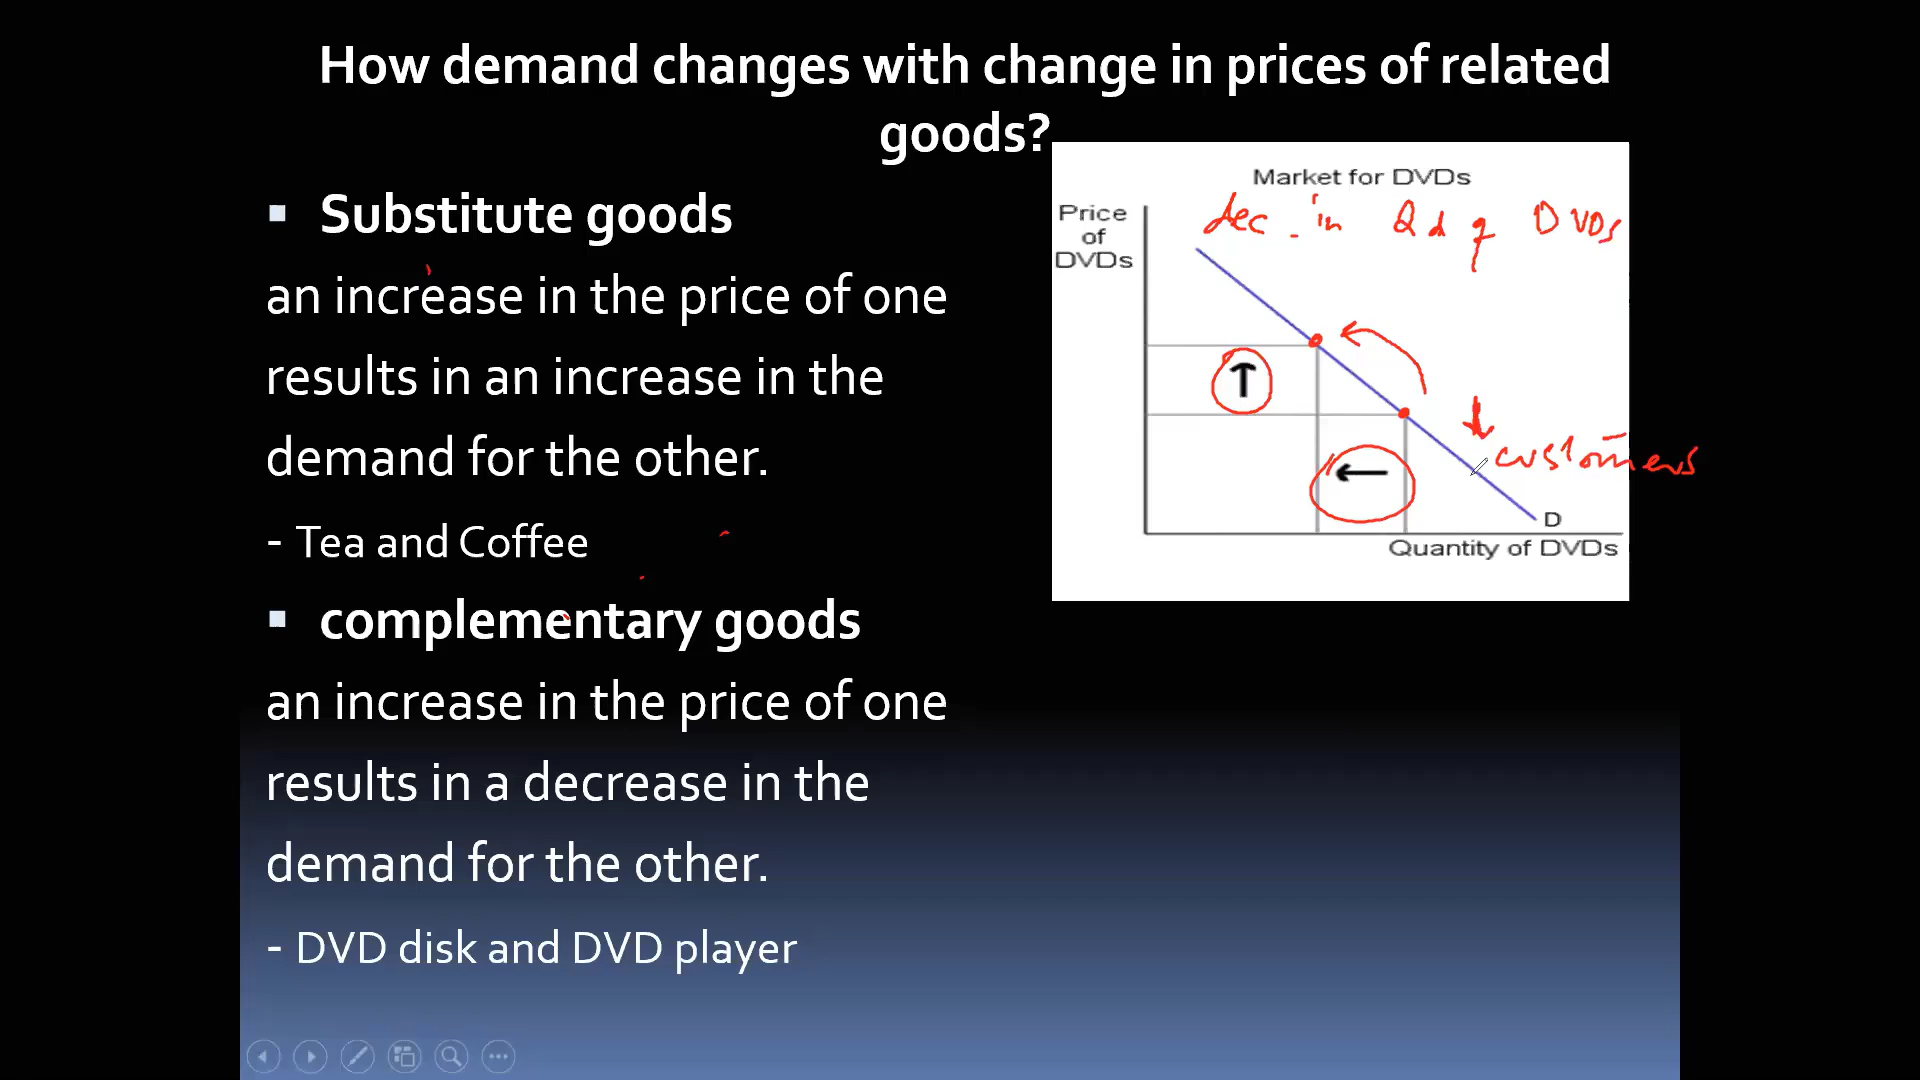 How demand changes with change in prices of related
goods?
Substitute goods
an increase in the price of one
results in an increase in the
demand for the other.
- Tea and Coffee
complementary goods
an increase in the price of one
results in a decrease in the
demand for the other.
- DVD disk and DVD player
Market for DVDs
Price
of
DVDs
dec. in Qd of DVDs
customers
D
Quantity of DVDs